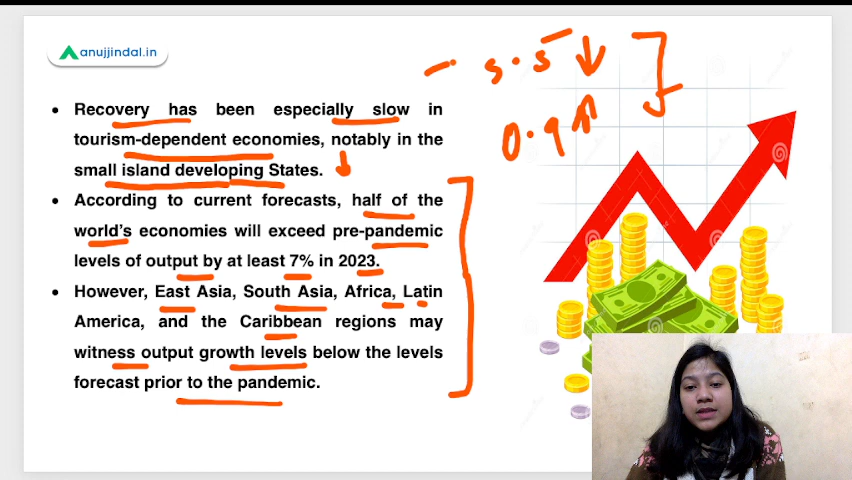 anujjindal.in
- 5.5 ↓
0.9 ↑
• Recovery has been especially slow in
tourism-dependent economies, notably in the
small island developing States.
• According to current forecasts, half of the
world's economies will exceed pre-pandemic
levels of output by at least 7% in 2023.
• However, East Asia, South Asia, Africa, Latin
America, and the Caribbean regions may
witness output growth levels below the levels
forecast prior to the pandemic.